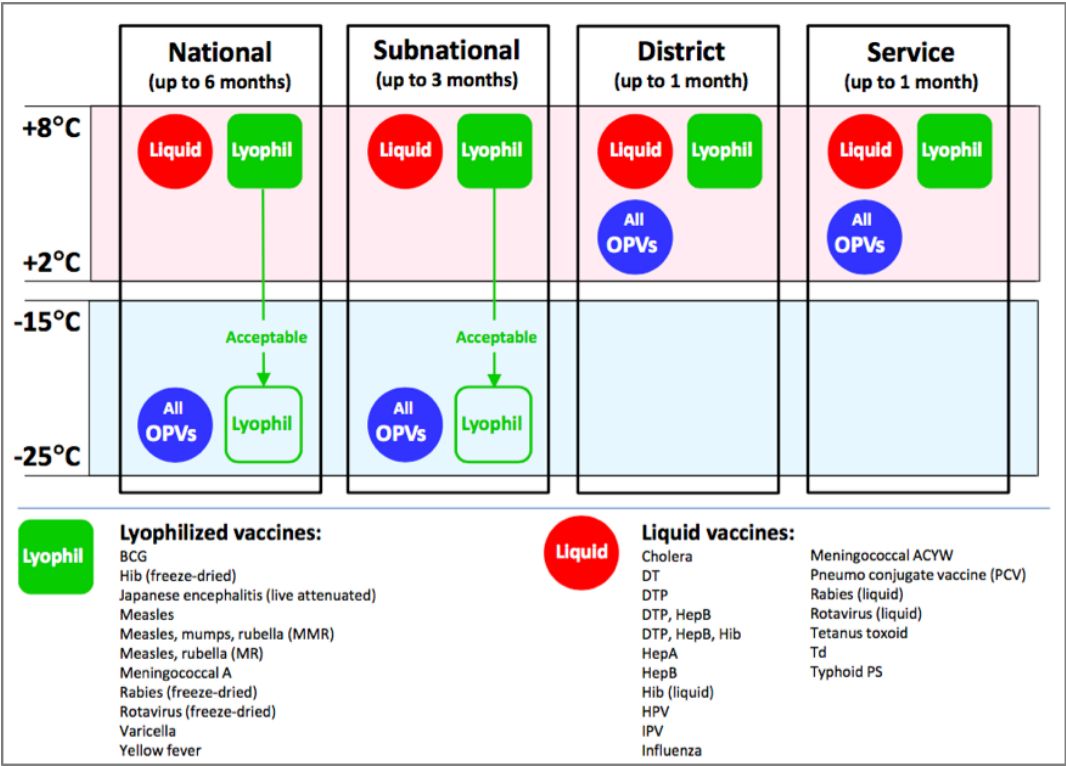 National
(up to 6 months)
Subnational
(up to 3 months)
District
(up to 1 month)
Service
(up to 1 month)
+8°C
Liquid
Lyophil
Liquid
Lyophil
Liquid
Lyophil
Liquid
Lyophil
All
OPVs
All
OPVs
+2°C
-15°C
Acceptable
Acceptable
All
OPVs
Lyophil
All
OPVs
Lyophil
-25°C
Lyophil
Lyophilized vaccines:
BCG
Hib (freeze-dried)
Japanese encephalitis (live attenuated)
Measles
Measles, mumps, rubella (MMR)
Measles, rubella (MR)
Meningococcal A
Rabies (freeze-dried)
Rotavirus (freeze-dried)
Varicella
Yellow fever
Liquid
Liquid vaccines:
Cholera
DT
DTP
DTP, HepB
DTP, HepB, Hib
HepA
HepB
Hib (liquid)
HPV
IPV
Influenza
Meningococcal ACYW
Pneumo conjugate vaccine (PCV)
Rabies (liquid)
Rotavirus (liquid)
Tetanus toxoid
Td
Typhoid PS